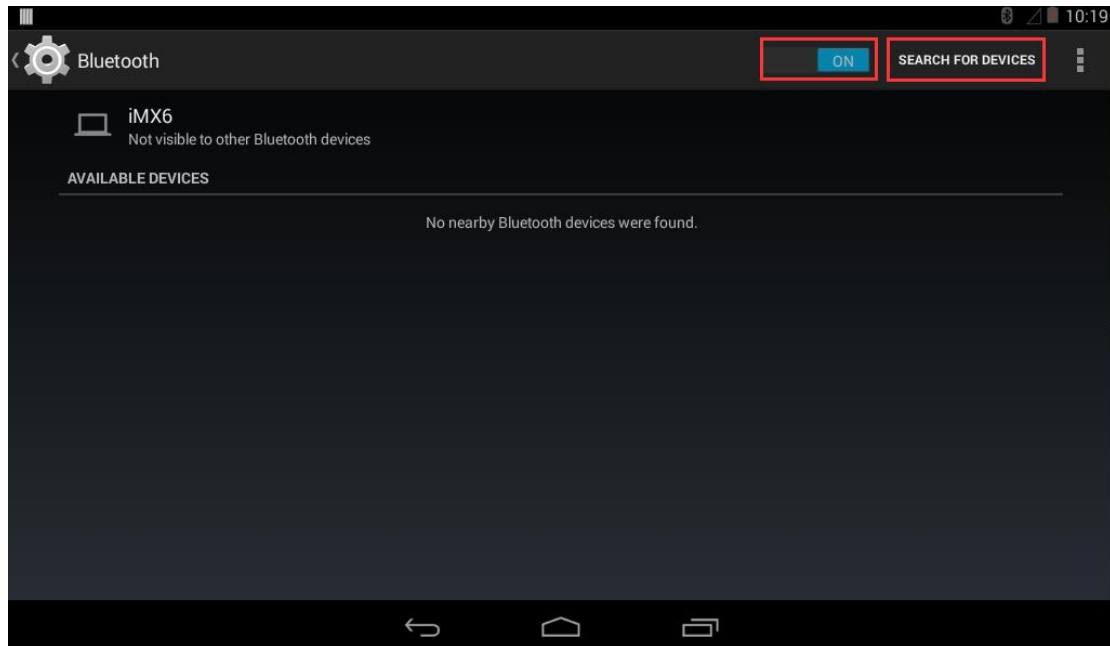 10:19
Bluetooth
ON
SEARCH FOR DEVICES
iMX6
Not visible to other Bluetooth devices
AVAILABLE DEVICES
No nearby Bluetooth devices were found.